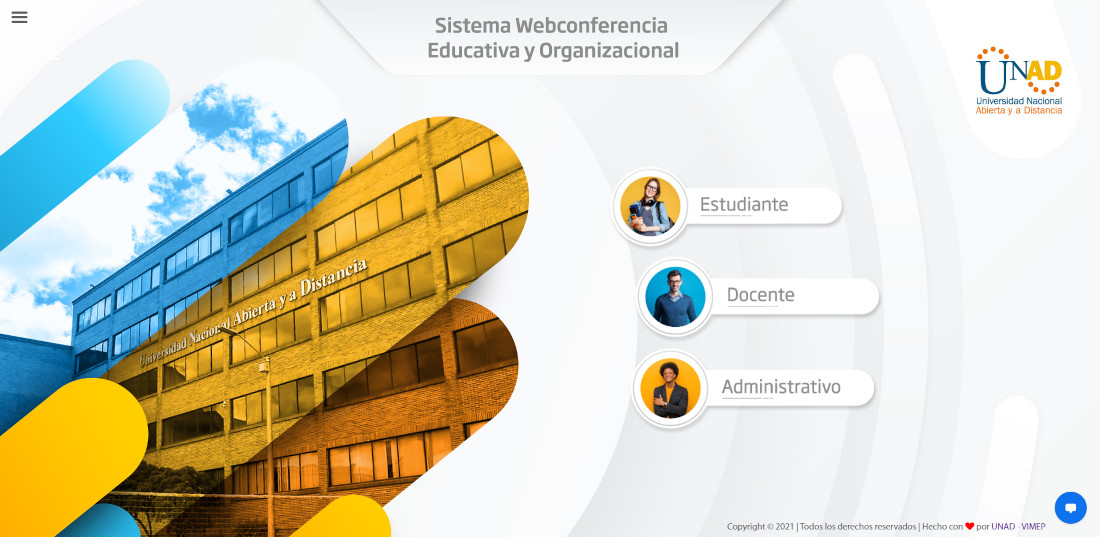 Sistema Webconferencia
Educativa y Organizacional
UNAD
Universidad Nacional
Abierta y a Distancia
Estudiante
Universidad Nacional Abierta y a Distancia
Docente
Administrativo
Copyright © 2021 | Todos los derechos reservados | Hecho con ❤ por UNAD - VIMEP